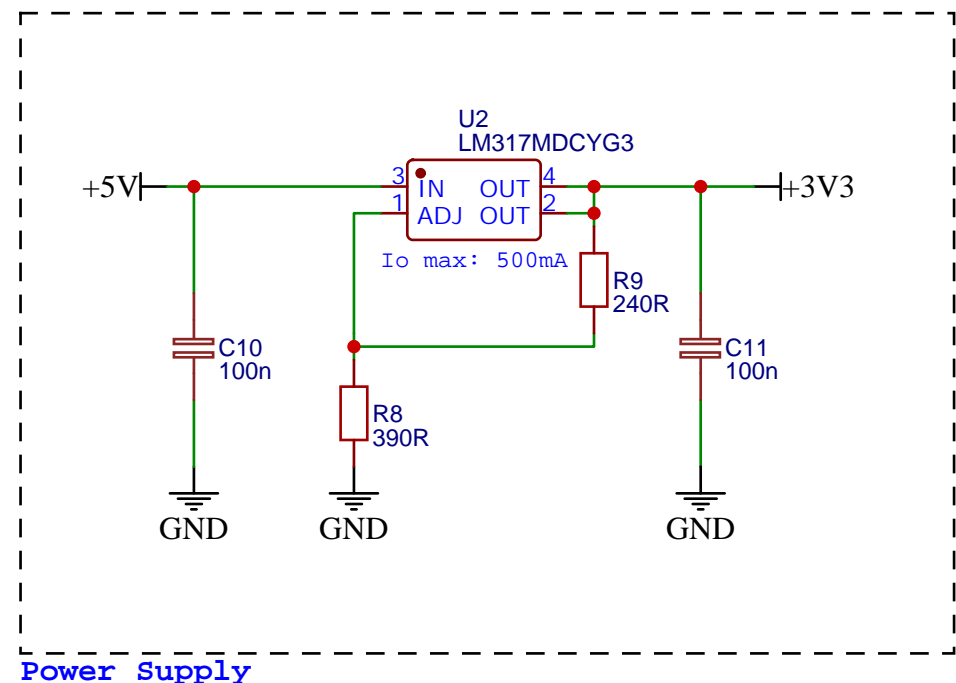 U2
LM317MDCYG3
+5V
3
IN
OUT
4
+3V3
1
ADJ
OUT
2
Io max: 500mA
R9
240R
C10
100n
C11
100n
R8
390R
GND
GND
GND
Power Supply